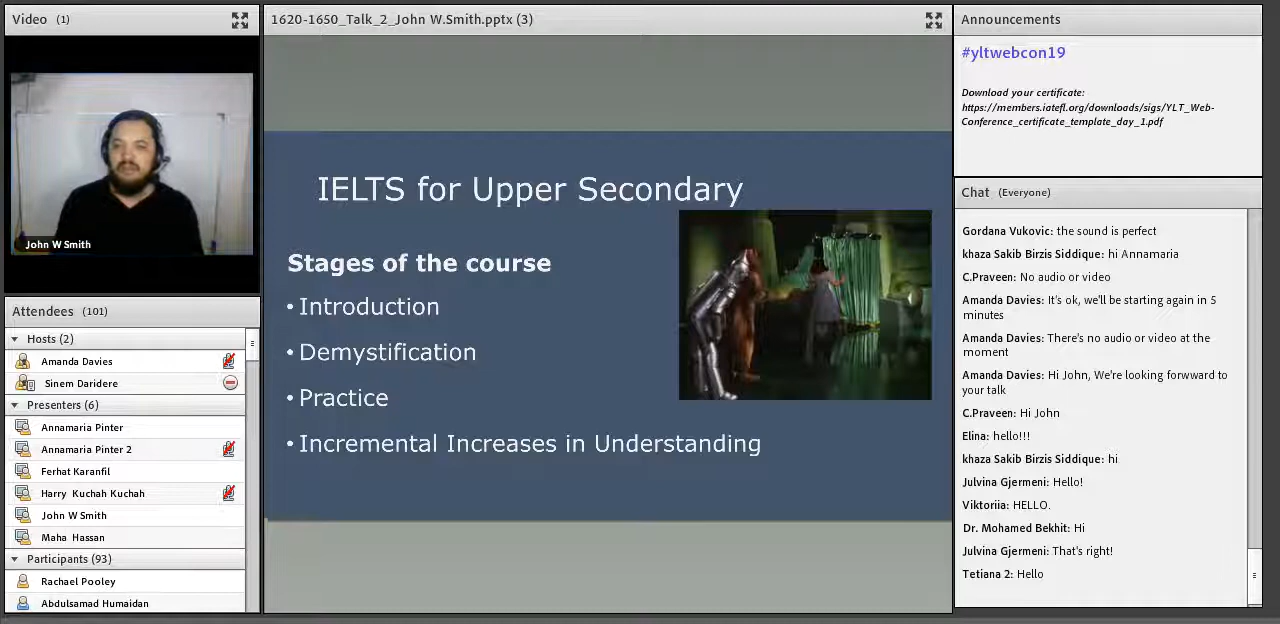 Video (1)
John W Smith
Attendees (101)
Hosts (2)
Amanda Davies
Sinem Daridere
Presenters (6)
Annamaria Pinter
Annamaria Pinter 2
Ferhat Karanfil
Harry Kuchah Kuchah
John W Smith
Maha Hassan
Participants (93)
Rachael Pooley
Abdulsamad Humaidan
1620-1650_Talk_2_John W.Smith.pptx (3)
IELTS for Upper Secondary
Stages of the course
• Introduction
• Demystification
• Practice
• Incremental Increases in Understanding
Announcements
#yltwebcon19
Download your certificate:
https://members.iatefl.org/downloads/sigs/YLT_Web-
Conference_certificate_template_day_1.pdf
Chat (Everyone)
Gordana Vukovic: the sound is perfect
khaza Sakib Birzis Siddique: hi Annamaria
C.Praveen: No audio or video
Amanda Davies: It's ok, we'll be starting again in 5
minutes
Amanda Davies: There's no audio or video at the
moment
Amanda Davies: Hi John, We're looking forwward to
your talk
C.Praveen: Hi John
Elina: hello!!!
khaza Sakib Birzis Siddique: hi
Julvina Gjermeni: Hello!
Viktoriia: HELLO.
Dr. Mohamed Bekhit: Hi
Julvina Gjermeni: That's right!
Tetiana 2: Hello